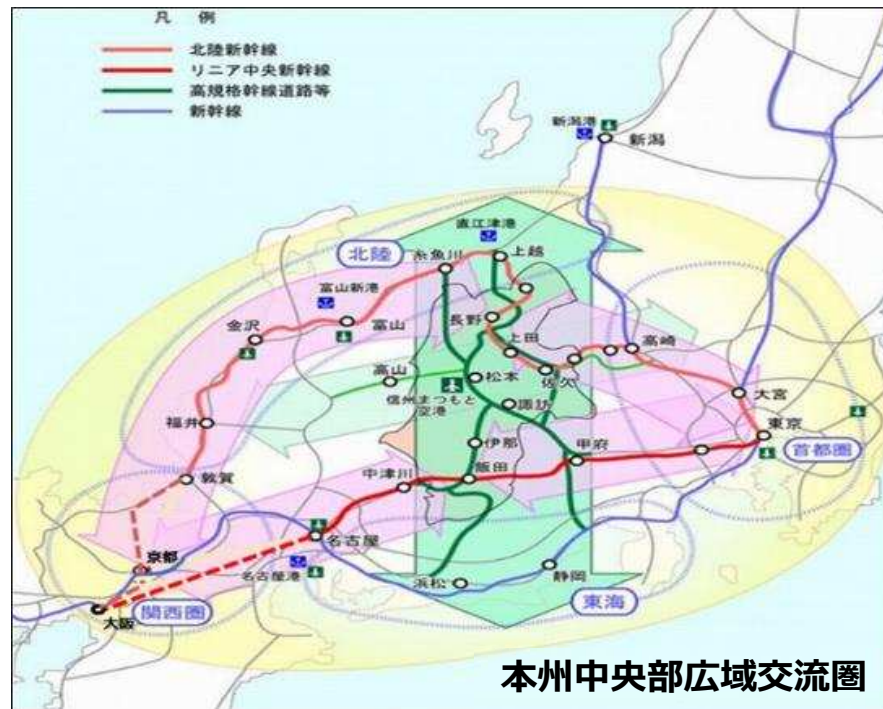 凡 例
北陸新幹線
リニア中央新幹線
高規格幹線道路等
新幹線
新潟港
新潟
直江津港
上越
北陸
糸魚川
富山新港
金沢
富山
長野
上田
高崎
高山
松本
佐久
信州まつもと
空港
諏訪
大宮
東京
福井
伊那
甲府
首都圏
敦賀
中津川
飯田
名古屋
京都
名古屋港
浜松
静岡
東海
関西圏
大阪
本州中央部広域交流圏